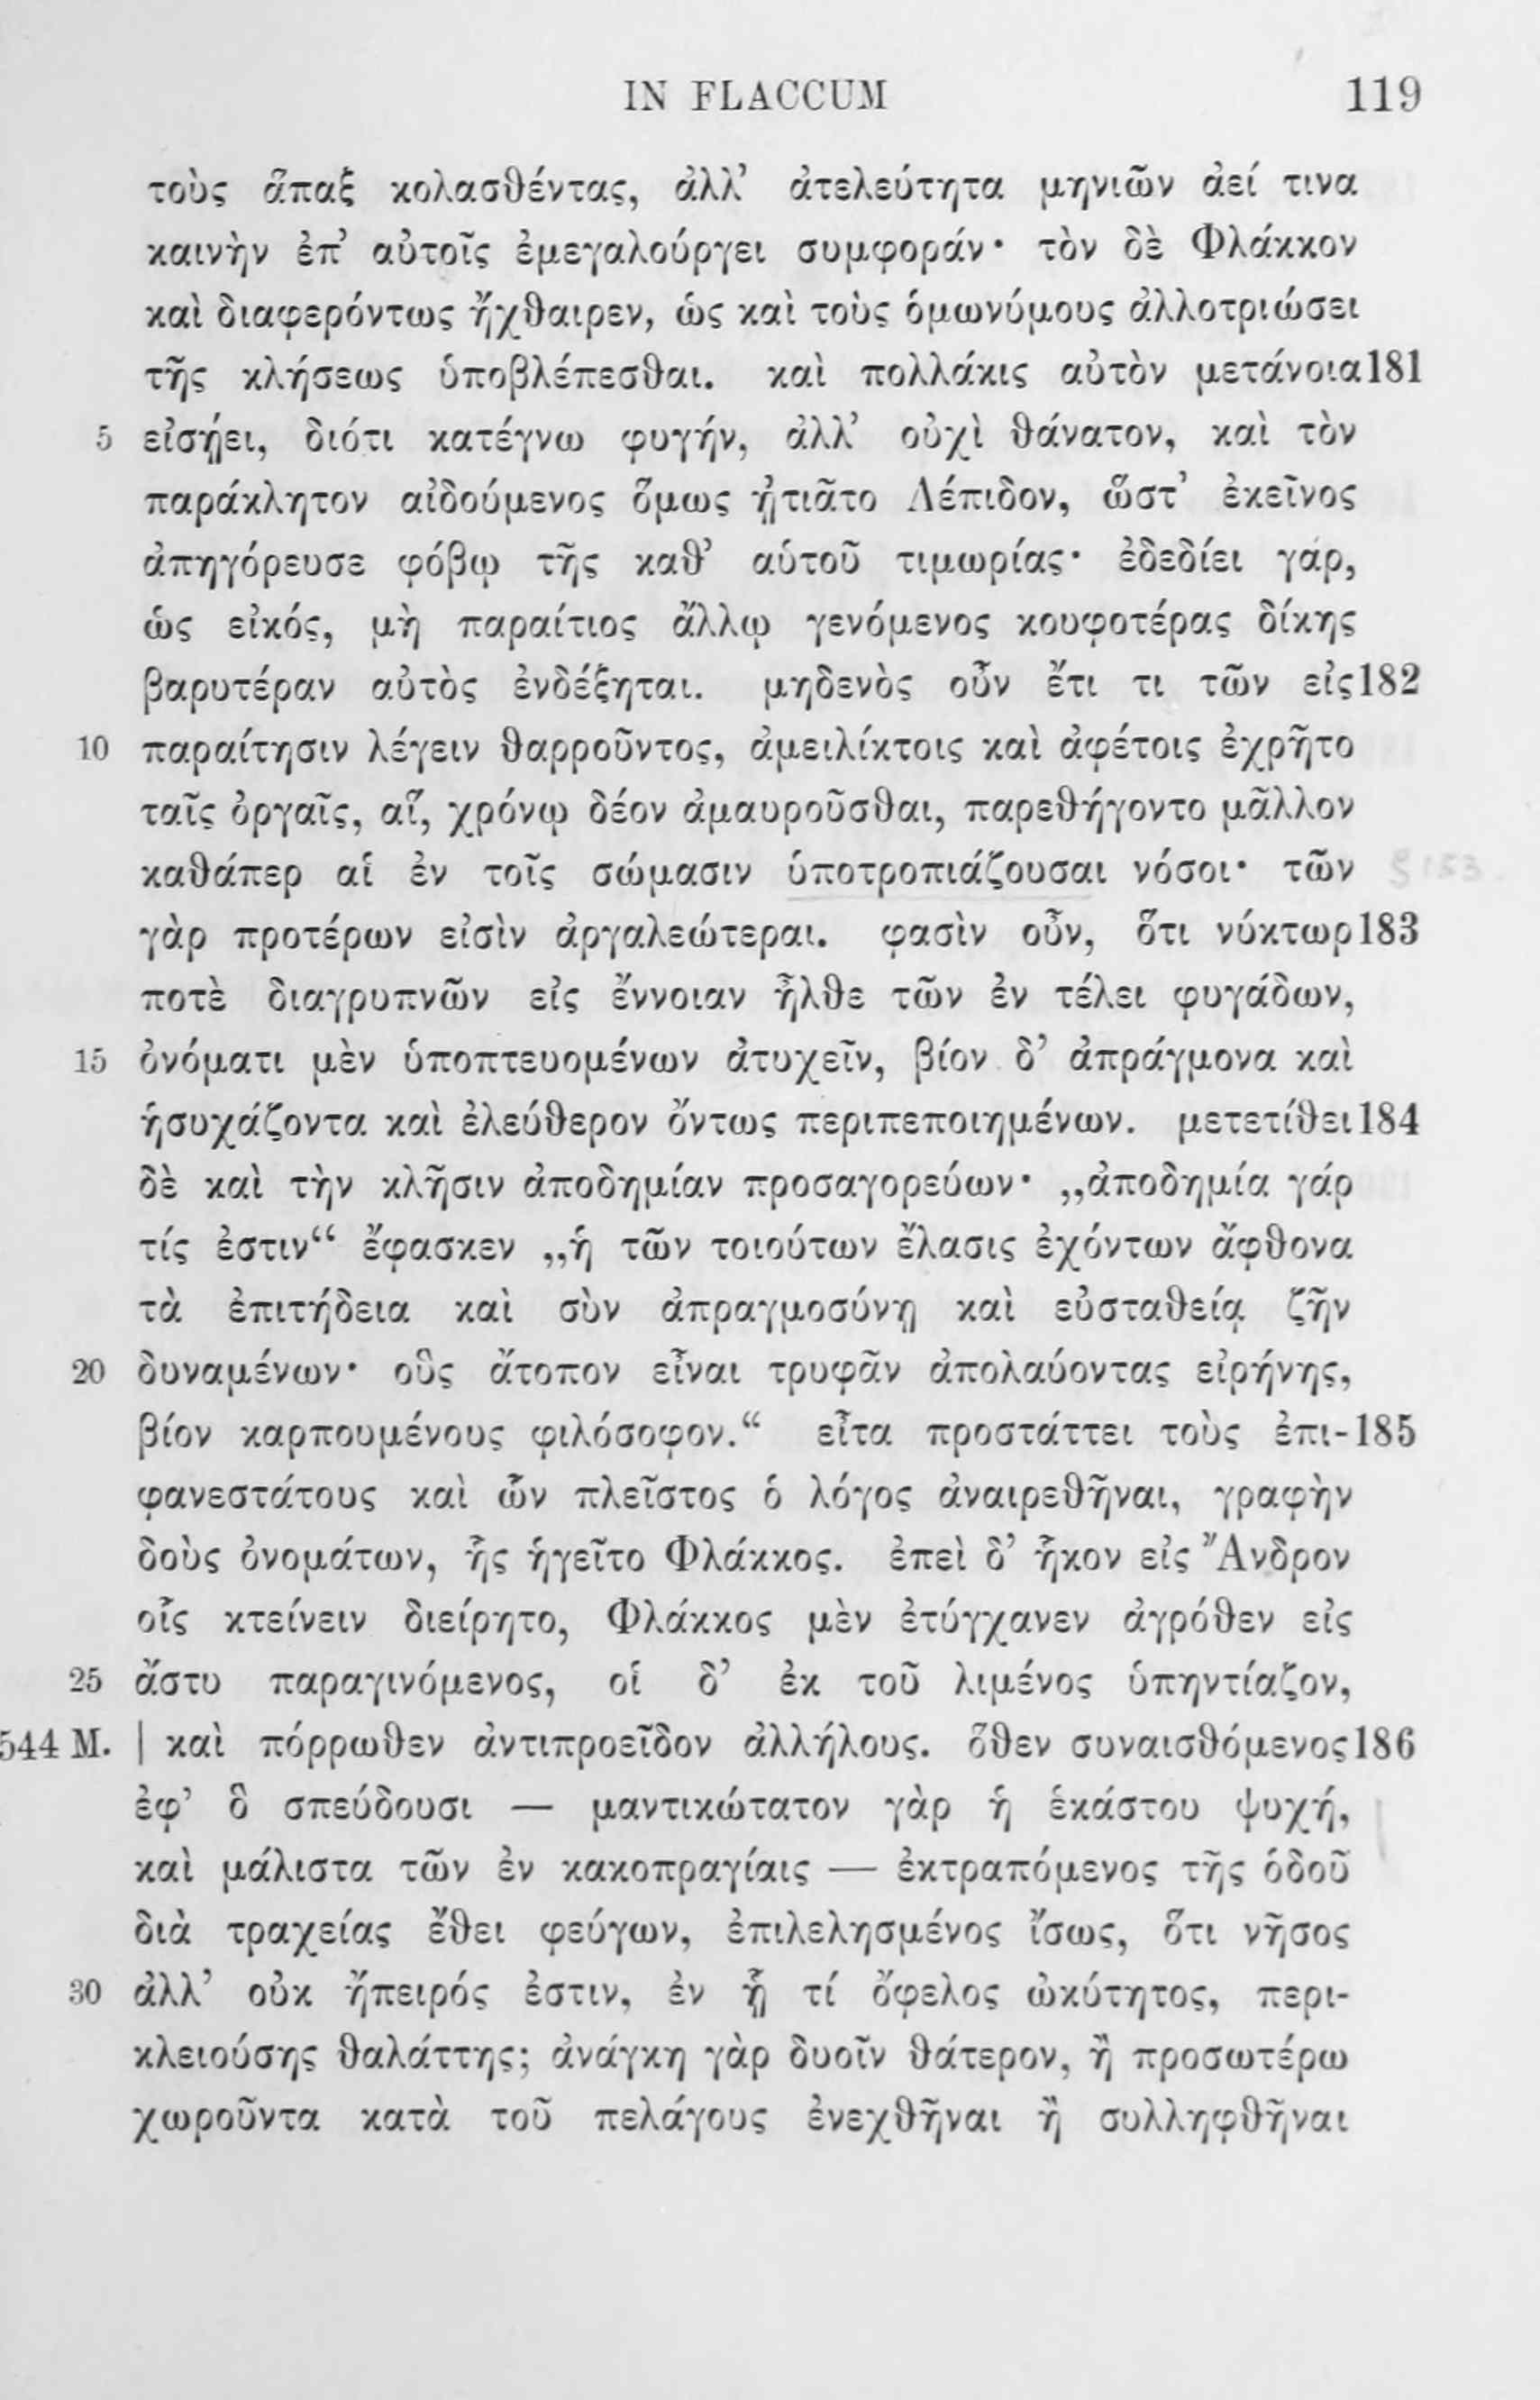 IN FLACCUM 119
τοὺς ἅπαξ κολασθέντας, ἀλλ’ ἀτελεύτητα μηνιῶν ἀεί τινα
καινὴν ἐπ’ αὐτοῖς ἐμεγαλούργει συμφοράν· τὸν δὲ Φλάκκον
καὶ διαφερόντως ἤχθαιρεν, ὡς καὶ τοὺς ὁμωνύμους ἀλλοτριώσει
τῆς κλήσεως ὑποβλέπεσθαι. καὶ πολλάκις αὐτὸν μετάνοια 181
5 εἰσῄει, διότι κατέγνω φυγήν, ἀλλ’ οὐχὶ θάνατον, καὶ τὸν
παράκλητον αἰδούμενος ὅμως ᾐτιᾶτο Λέπιδον, ὥστ’ ἐκεῖνος
ἀπηγόρευσε φόβῳ τῆς καθ’ αὑτοῦ τιμωρίας· ἐδεδίει γάρ,
ὡς εἰκός, μὴ παραίτιος ἄλλῳ γενόμενος κουφοτέρας δίκης
βαρυτέραν αὐτὸς ἐνδέξηται. μηδενὸς οὖν ἔτι τι τῶν εἰς 182
10 παραίτησιν λέγειν θαρροῦντος, ἀμειλίκτοις καὶ ἀφέτοις ἐχρῆτο
ταῖς ὀργαῖς, αἵ, χρόνῳ δέον ἀμαυροῦσθαι, παρεθήγοντο μᾶλλον
καθάπερ αἱ ἐν τοῖς σώμασιν ὑποτροπιάζουσαι νόσοι· τῶν § 153.
γὰρ προτέρων εἰσὶν ἀργαλεώτεραι. φασὶν οὖν, ὅτι νύκτωρ 183
ποτὲ διαγρυπνῶν εἰς ἔννοιαν ἦλθε τῶν ἐν τέλει φυγάδων,
15 ὀνόματι μὲν ὑποπτευομένων ἀτυχεῖν, βίον δ’ ἀπράγμονα καὶ
ἡσυχάζοντα καὶ ἐλεύθερον ὄντως περιπεποιημένων. μετετίθει 184
δὲ καὶ τὴν κλῆσιν ἀποδημίαν προσαγορεύων· „ἀποδημία γάρ
τίς ἐστιν“ ἔφασκεν „ἡ τῶν τοιούτων ἔλασις ἐχόντων ἄφθονα
τὰ ἐπιτήδεια καὶ σὺν ἀπραγμοσύνῃ καὶ εὐσταθείᾳ ζῆν
20 δυναμένων· οὓς ἄτοπον εἶναι τρυφᾶν ἀπολαύοντας εἰρήνης,
βίον καρπουμένους φιλόσοφον.“ εἶτα προστάττει τοὺς ἐπι- 185
φανεστάτους καὶ ὧν πλεῖστος ὁ λόγος ἀναιρεθῆναι, γραφὴν
δοὺς ὀνομάτων, ἧς ἡγεῖτο Φλάκκος. ἐπεὶ δ’ ἧκον εἰς Ἄνδρον
οἷς κτείνειν διείρητο, Φλάκκος μὲν ἐτύγχανεν ἀγρόθεν εἰς
25 ἄστυ παραγινόμενος, οἱ δ’ ἐκ τοῦ λιμένος ὑπηντίαζον,
544 M. | καὶ πόρρωθεν ἀντιπροεῖδον ἀλλήλους. ὅθεν συναισθόμενος 186
ἐφ’ ὃ σπεύδουσι — μαντικώτατον γὰρ ἡ ἑκάστου ψυχή,
καὶ μάλιστα τῶν ἐν κακοπραγίαις — ἐκτραπόμενος τῆς ὁδοῦ
διὰ τραχείας ἔθει φεύγων, ἐπιλελησμένος ἴσως, ὅτι νῆσος
30 ἀλλ’ οὐκ ἤπειρός ἐστιν, ἐν ᾗ τί ὄφελος ὠκύτητος, περι-
κλειούσης θαλάττης; ἀνάγκη γὰρ δυοῖν θάτερον, ἢ προσωτέρω
χωροῦντα κατὰ τοῦ πελάγους ἐνεχθῆναι ἢ συλληφθῆναι